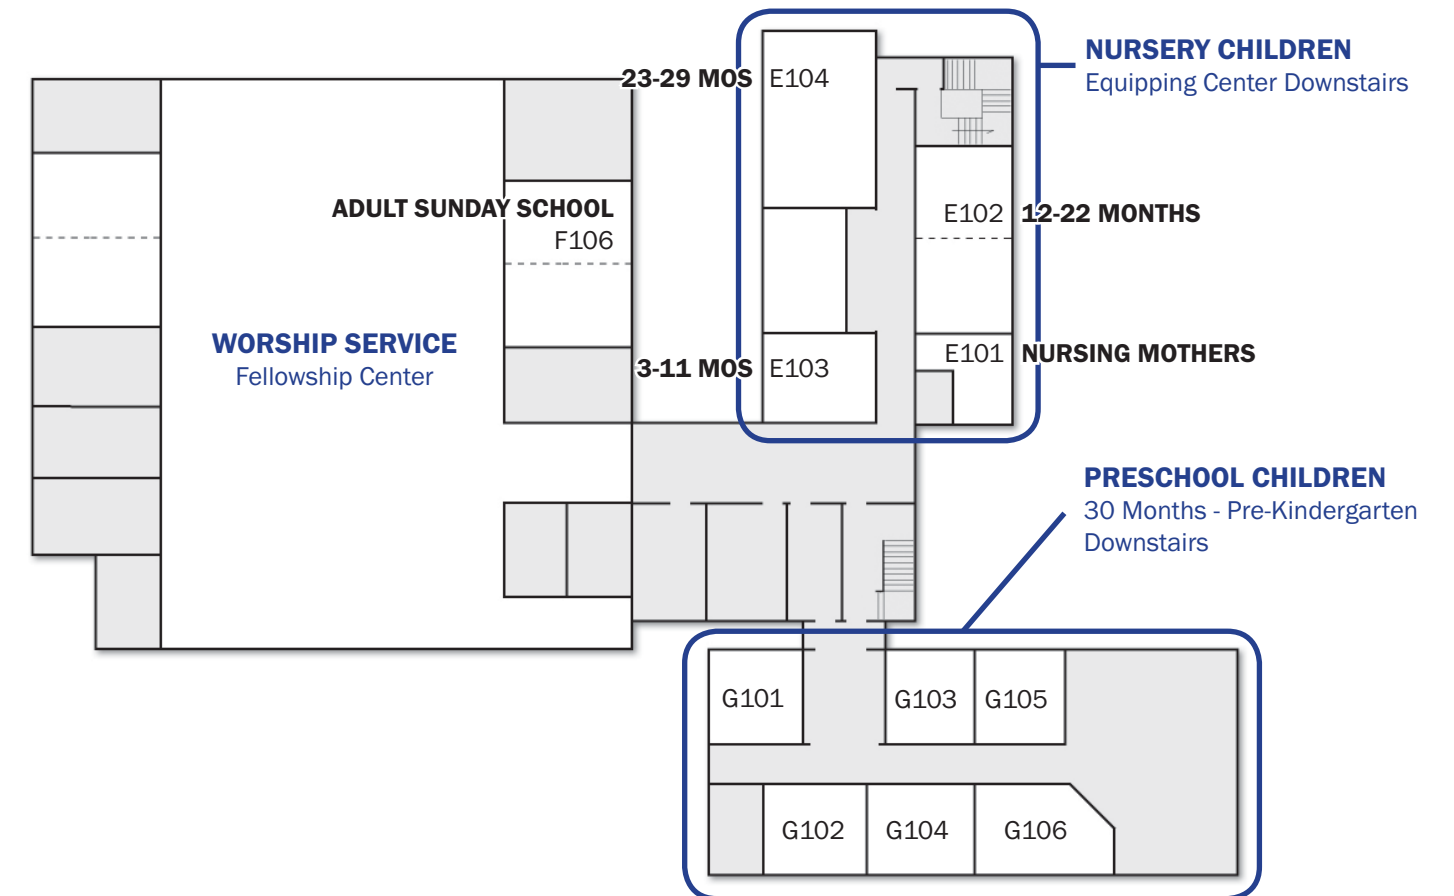 NURSERY CHILDREN
Equipping Center Downstairs
23-29 MOS E104
ADULT SUNDAY SCHOOL
F106
E102 12-22 MONTHS
WORSHIP SERVICE
Fellowship Center
3-11 MOS E103
E101 NURSING MOTHERS
PRESCHOOL CHILDREN
30 Months - Pre-Kindergarten
Downstairs
G101 G103 G105
G102 G104 G106